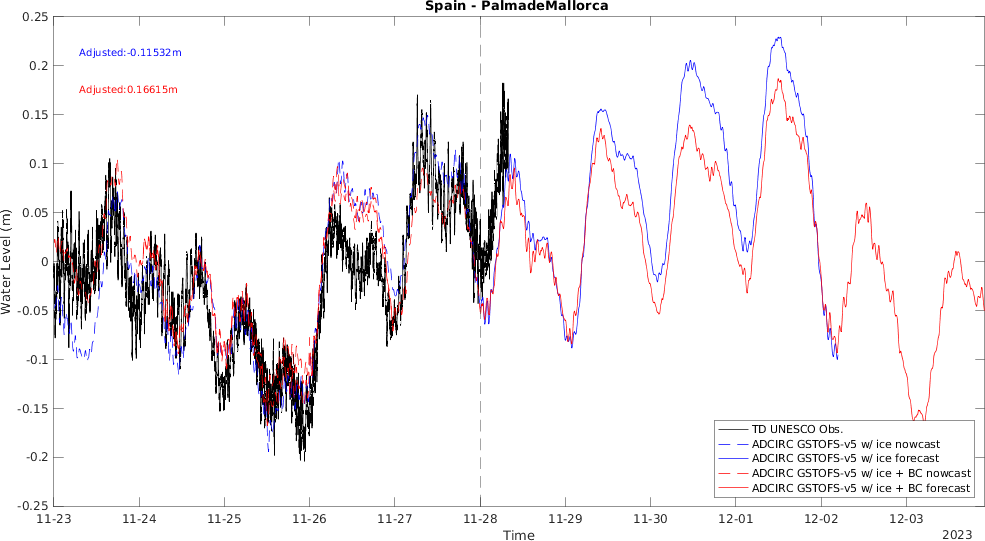 Spain - PalmadeMallorca
0.25
0.2
0.15
0.1
0.05
0
-0.05
-0.1
-0.15
-0.2
-0.25
Water Level (m)
Adjusted:-0.11532m
Adjusted:0.16615m
TD UNESCO Obs.
ADCIRC GSTOFS-v5 w/ ice nowcast
ADCIRC GSTOFS-v5 w/ ice forecast
ADCIRC GSTOFS-v5 w/ ice + BC nowcast
ADCIRC GSTOFS-v5 w/ ice + BC forecast
11-23 11-24 11-25 11-26 11-27 11-28 11-29 11-30 12-01 12-02 12-03
Time
2023